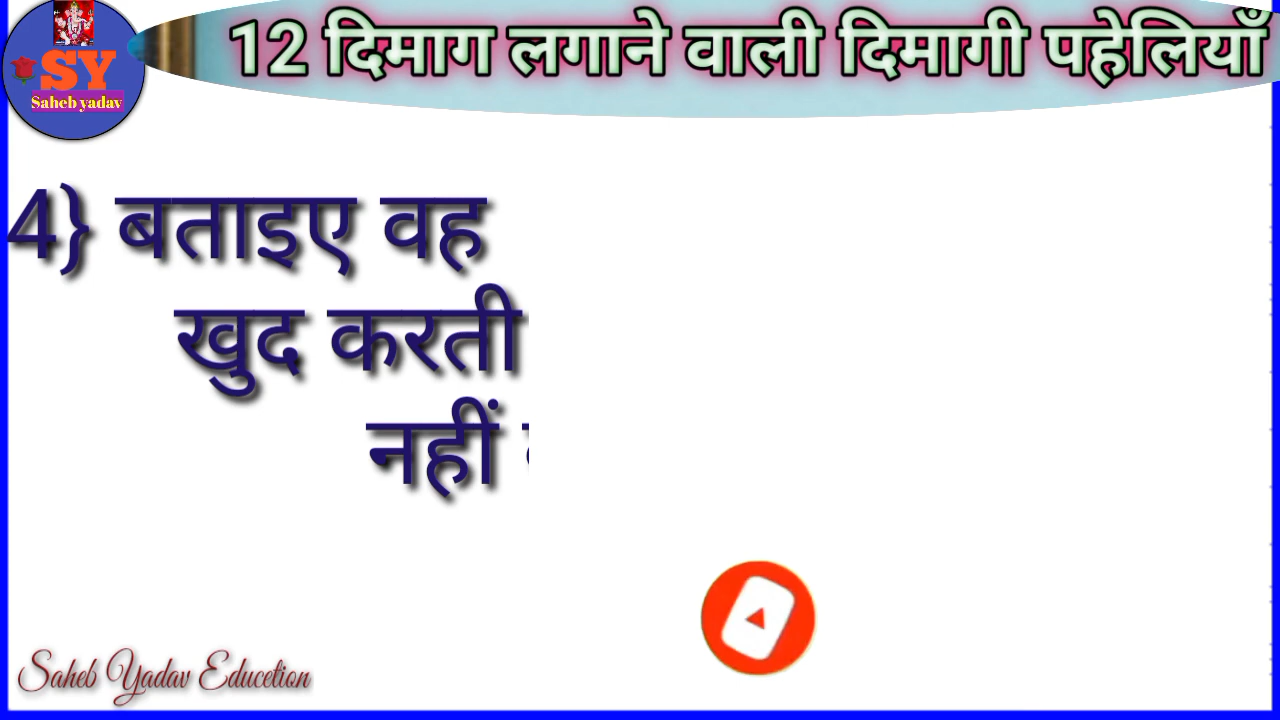 12 दिमाग लगाने वाली दिमागी पहेलियाँ
SY
Saheb yadav
4} बताइए वह
खुद करती
नहीं
Saheb Yadav Educetion